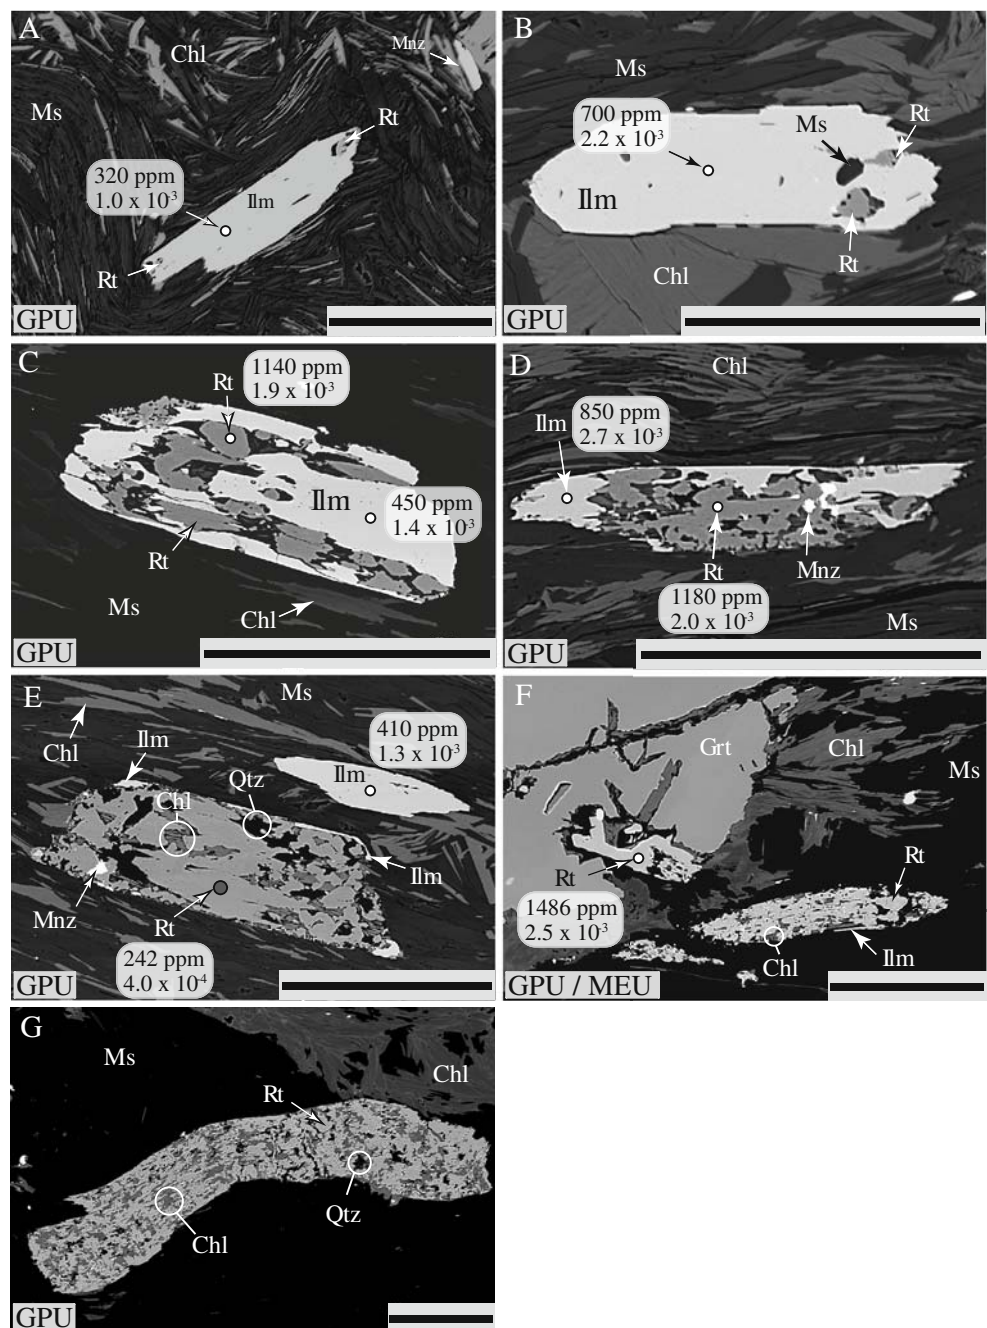 A
Chl
Mnz
Ms
Rt
320 ppm
1.0 x 10-3
Ilm
Rt
GPU
B
Ms
700 ppm
2.2 x 10-3
Ms
Rt
Ilm
Rt
Chl
GPU
C
1140 ppm
1.9 x 10-3
Rt
Ilm
450 ppm
1.4 x 10-3
Rt
Ms
Chl
GPU
D
Chl
Ilm
850 ppm
2.7 x 10-3
Rt
Mnz
1180 ppm
2.0 x 10-3
Ms
GPU
E
Ms
Chl
Ilm
410 ppm
1.3 x 10-3
Qtz
Ilm
Chl
Ilm
Mnz
Rt
242 ppm
4.0 x 10-4
GPU
F
Grt
Chl
Ms
Rt
Rt
1486 ppm
2.5 x 10-3
Chl
Ilm
GPU / MEU
G
Ms
Chl
Rt
Qtz
Chl
GPU